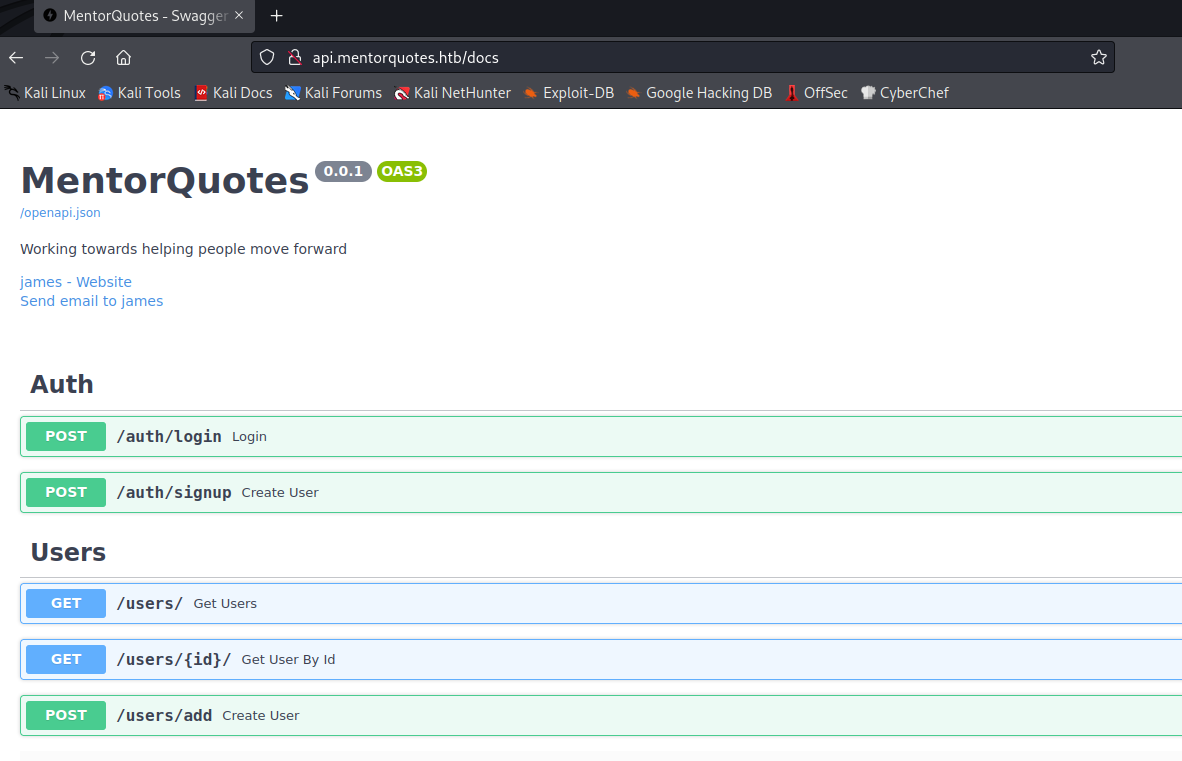 MentorQuotes - Swagger
api.mentorquotes.htb/docs
Kali Linux Kali Tools Kali Docs Kali Forums Kali NetHunter Exploit-DB Google Hacking DB OffSec CyberChef
MentorQuotes 0.0.1 OAS3
/openapi.json
Working towards helping people move forward
james - Website
Send email to james
Auth
POST /auth/login Login
POST /auth/signup Create User
Users
GET /users/ Get Users
GET /users/{id}/ Get User By Id
POST /users/add Create User